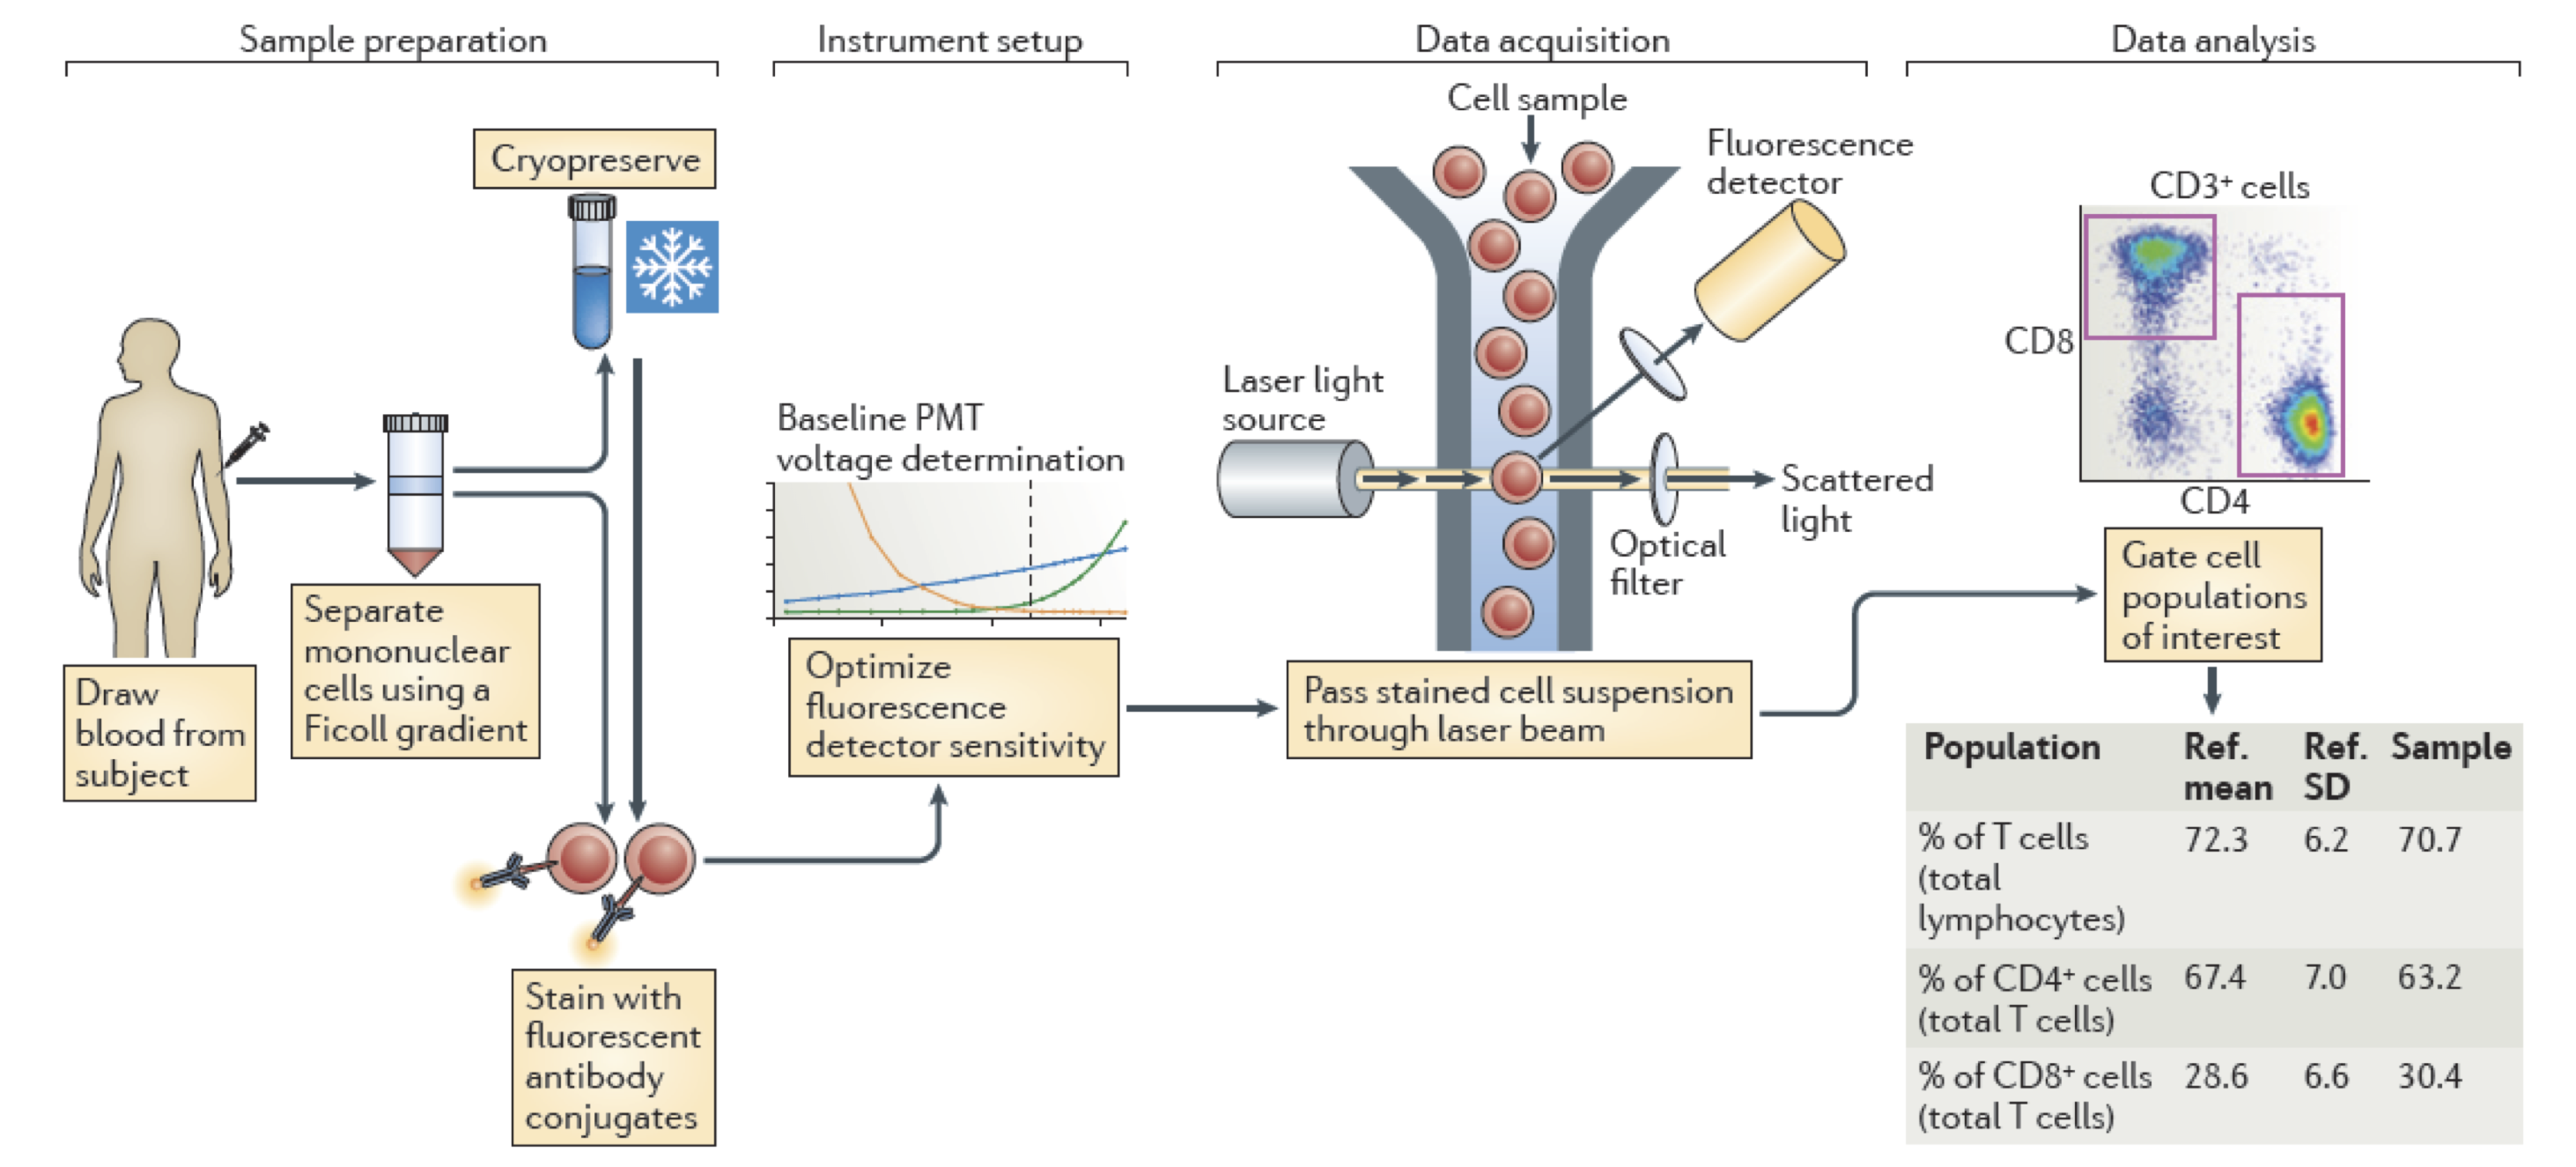 Sample preparation
Instrument setup
Data acquisition
Data analysis
Cryopreserve
Draw
blood from
subject
Separate
mononuclear
cells using a
Ficoll gradient
Stain with
fluorescent
antibody
conjugates
Baseline PMT
voltage determination
Optimize
fluorescence
detector sensitivity
Cell sample
Fluorescence
detector
Laser light
source
Scattered
light
Optical
filter
Pass stained cell suspension
through laser beam
CD3⁺ cells
CD8
CD4
Gate cell
populations
of interest
Population Ref. Ref. Sample
mean SD
% of T cells 72.3 6.2 70.7
(total
lymphocytes)
% of CD4⁺ cells 67.4 7.0 63.2
(total T cells)
% of CD8⁺ cells 28.6 6.6 30.4
(total T cells)